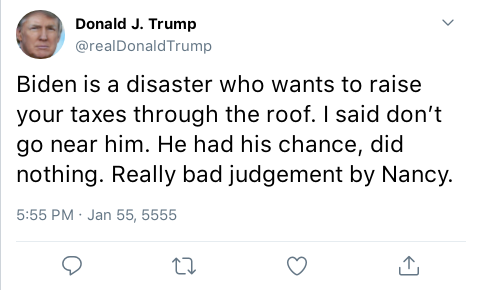 Donald J. Trump
@realDonaldTrump
Biden is a disaster who wants to raise
your taxes through the roof. I said don’t
go near him. He had his chance, did
nothing. Really bad judgement by Nancy.
5:55 PM · Jan 55, 5555